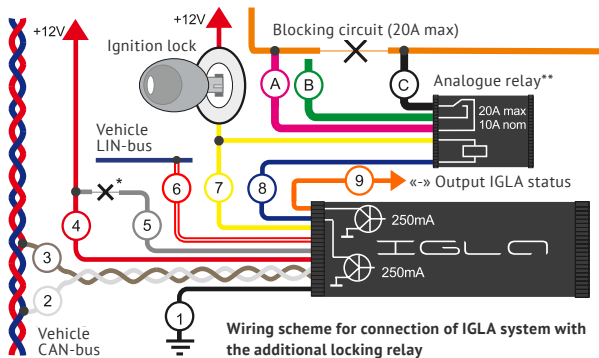 +12V
+12V
Blocking circuit (20A max)
Ignition lock
A
B
C
Analogue relay**
20A max
10A nom
Vehicle
LIN-bus
*
6
7
8
9
«-» Output IGLA status
4
5
250mA
IGLA
250mA
3
2
1
Vehicle
CAN-bus
Wiring scheme for connection of IGLA system with
the additional locking relay